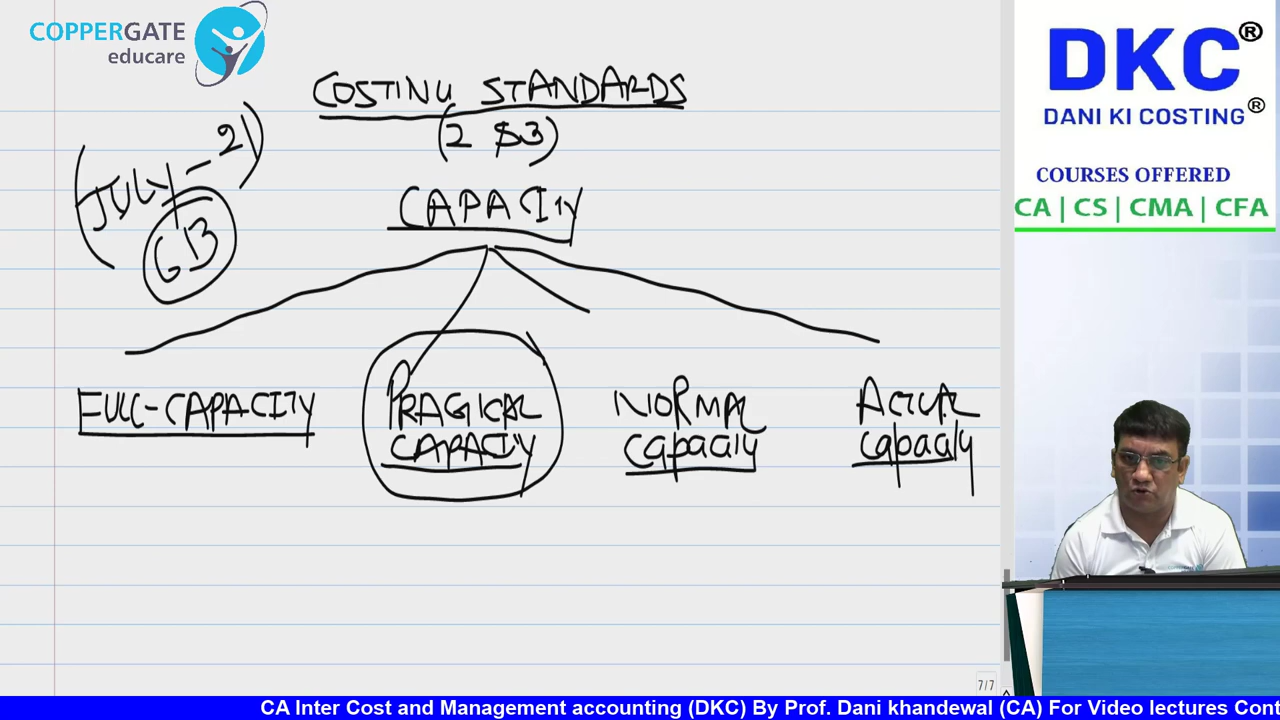 COPPERGATE
educare
COSTING STANDARDS
(2 & 3)
(JULY - 21)
CAPACITY
FULL-CAPACITY
PRACTICAL
CAPACITY
NORMAL
capacity
ACTUAL
capacity
7/7
DKC®
DANI KI COSTING®
COURSES OFFERED
CA | CS | CMA | CFA
CA Inter Cost and Management accounting (DKC) By Prof. Dani khandewal (CA) For Video lectures Cont